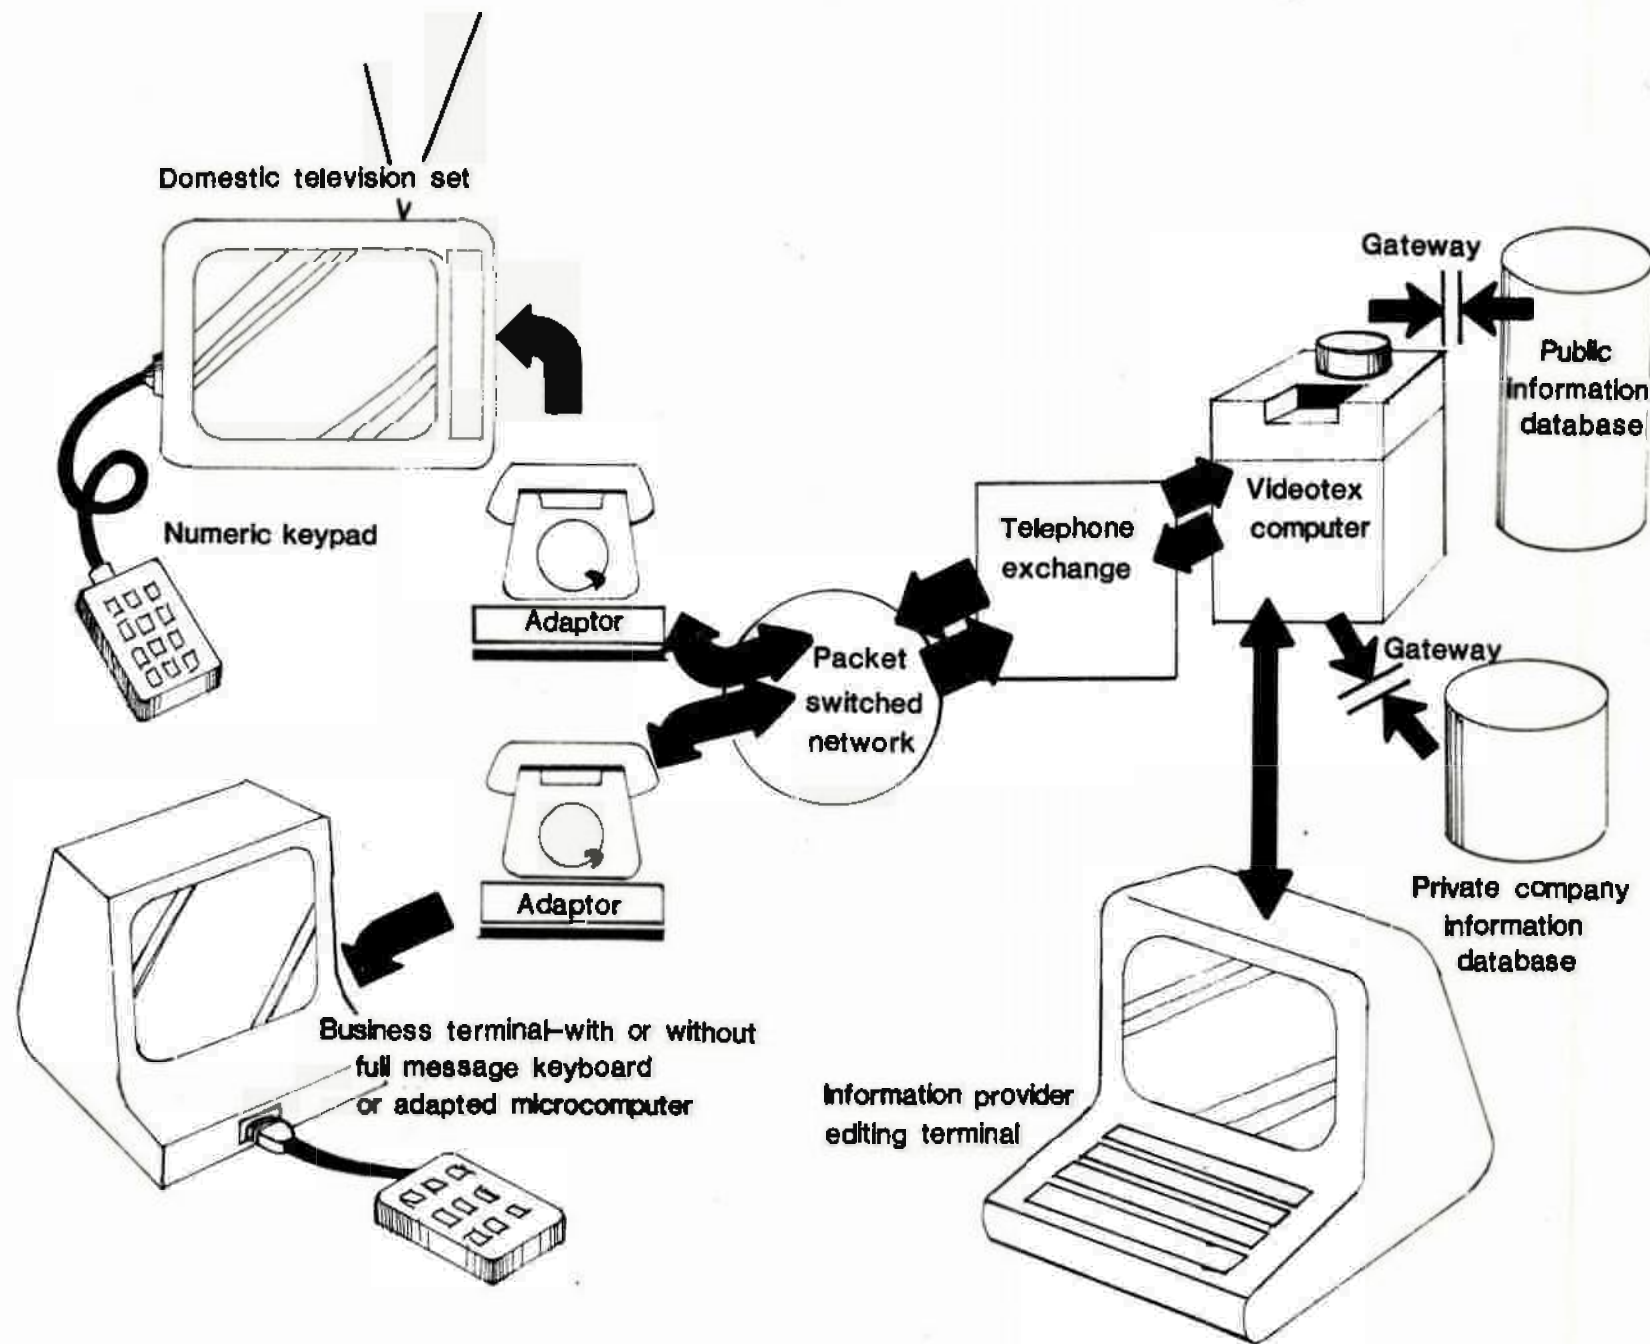 Domestic television set
Numeric keypad
Adaptor
Adaptor
Business terminal-with or without
full message keyboard
or adapted microcomputer
Packet
switched
network
Telephone
exchange
Videotex
computer
Gateway
Public
information
database
Gateway
Private company
information
database
Information provider
editing terminal